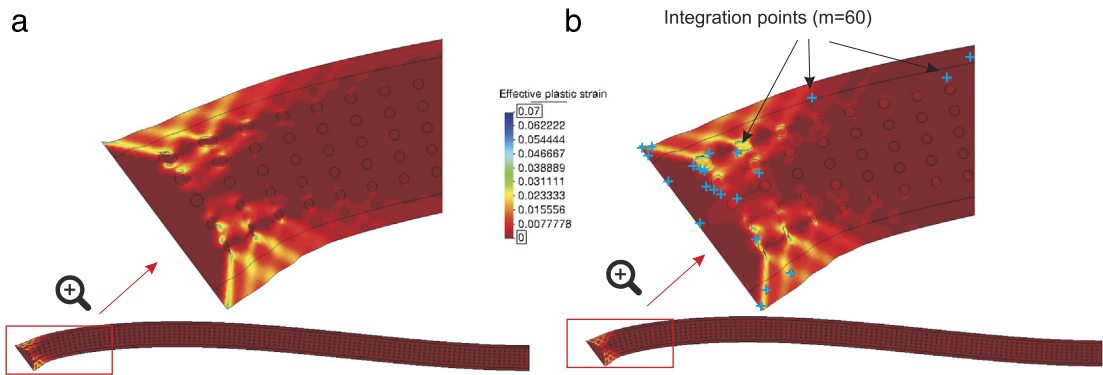 a
b
Integration points (m=60)
Effective plastic strain
0.07
0.062222
0.054444
0.046667
0.038889
0.031111
0.023333
0.015556
0.0077778
0